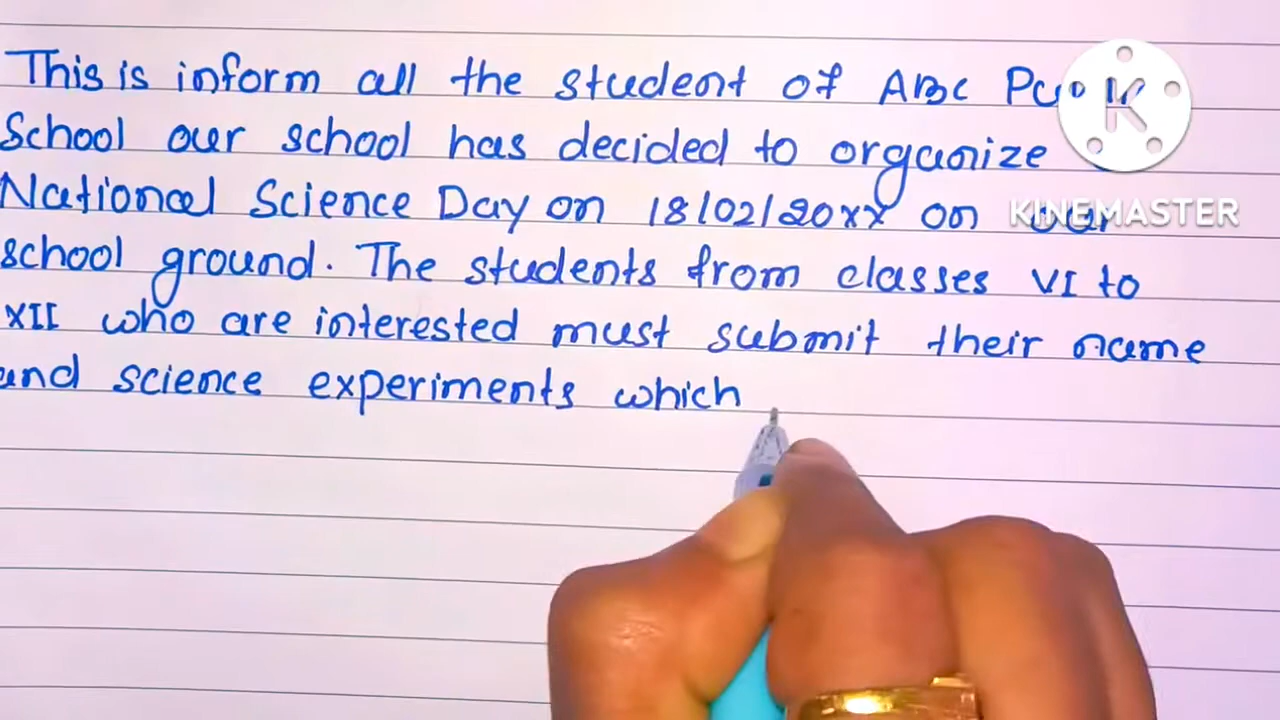 This is inform all the student of ABC
School our school has decided to organize
National Science Day on 18/02/20xx on our
school ground. The students from classes VI to
XII who are interested must submit their name
and science experiments which
KINEMASTER